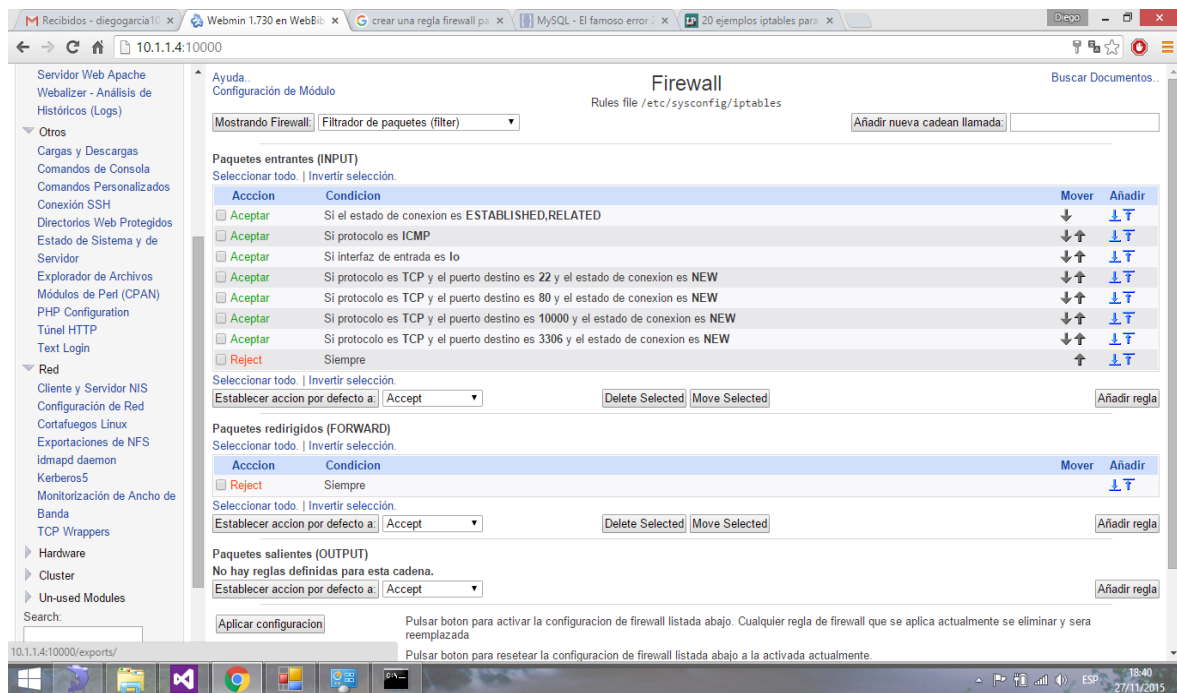 Recibidos - diegogarcia10
Webmin 1.730 en WebBib
crear una regla firewall pa
MySQL - El famoso error
20 ejemplos iptables para
Diego
10.1.1.4:10000
Servidor Web Apache
Webalizer - Análisis de
Históricos (Logs)
Otros
Cargas y Descargas
Comandos de Consola
Comandos Personalizados
Conexión SSH
Directorios Web Protegidos
Estado de Sistema y de
Servidor
Explorador de Archivos
Módulos de Perl (CPAN)
PHP Configuration
Túnel HTTP
Text Login
Red
Cliente y Servidor NIS
Configuración de Red
Cortafuegos Linux
Exportaciones de NFS
idmapd daemon
Kerberos5
Monitorización de Ancho de
Banda
TCP Wrappers
Hardware
Cluster
Un-used Modules
Search:
10.1.1.4:10000/exports/
Ayuda..
Configuración de Módulo
Firewall
Rules file /etc/sysconfig/iptables
Buscar Documentos..
Mostrando Firewall: Filtrador de paquetes (filter)
Añadir nueva cadean llamada:
Paquetes entrantes (INPUT)
Seleccionar todo. | Invertir selección.
Acccion Condicion Mover Añadir
Aceptar Si el estado de conexion es ESTABLISHED,RELATED
Aceptar Si protocolo es ICMP
Aceptar Si interfaz de entrada es lo
Aceptar Si protocolo es TCP y el puerto destino es 22 y el estado de conexion es NEW
Aceptar Si protocolo es TCP y el puerto destino es 80 y el estado de conexion es NEW
Aceptar Si protocolo es TCP y el puerto destino es 10000 y el estado de conexion es NEW
Aceptar Si protocolo es TCP y el puerto destino es 3306 y el estado de conexion es NEW
Reject Siempre
Seleccionar todo. | Invertir selección.
Establecer accion por defecto a: Accept Delete Selected Move Selected Añadir regla
Paquetes redirigidos (FORWARD)
Seleccionar todo. | Invertir selección.
Acccion Condicion Mover Añadir
Reject Siempre
Seleccionar todo. | Invertir selección.
Establecer accion por defecto a: Accept Delete Selected Move Selected Añadir regla
Paquetes salientes (OUTPUT)
No hay reglas definidas para esta cadena.
Establecer accion por defecto a: Accept Añadir regla
Aplicar configuracion
Pulsar boton para activar la configuracion de firewall listada abajo. Cualquier regla de firewall que se aplica actualmente se eliminar y sera
reemplazada
Pulsar boton para resetear la configuracion de firewall listada abajo a la activada actualmente.
ESP
18:40
27/11/2015